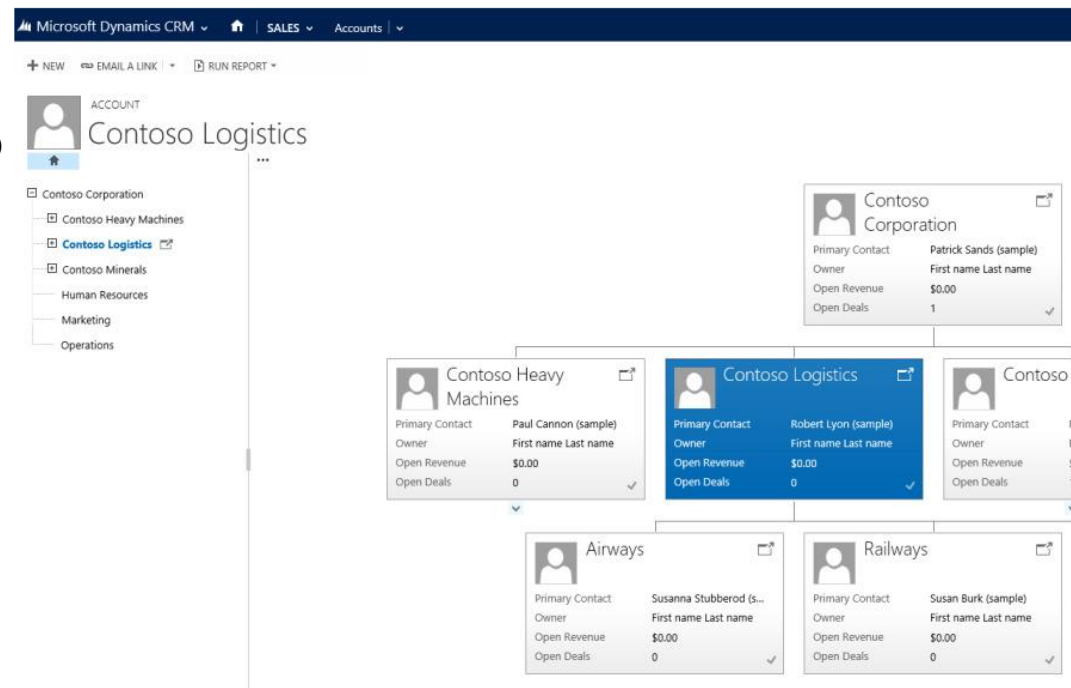 Microsoft Dynamics CRM SALES Accounts
NEW EMAIL A LINK RUN REPORT
ACCOUNT
Contoso Logistics
...
Contoso Corporation
Contoso Heavy Machines
Contoso Logistics
Contoso Minerals
Human Resources
Marketing
Operations
Contoso
Corporation
Primary Contact Patrick Sands (sample)
Owner First name Last name
Open Revenue $0.00
Open Deals 1
Contoso Heavy
Machines
Primary Contact Paul Cannon (sample)
Owner First name Last name
Open Revenue $0.00
Open Deals 0
Contoso Logistics
Primary Contact Robert Lyon (sample)
Owner First name Last name
Open Revenue $0.00
Open Deals 0
Contoso
Primary Contact
Owner
Open Revenue
Open Deals
Airways
Primary Contact Susanna Stubberod (s...
Owner First name Last name
Open Revenue $0.00
Open Deals 0
Railways
Primary Contact Susan Burk (sample)
Owner First name Last name
Open Revenue $0.00
Open Deals 0